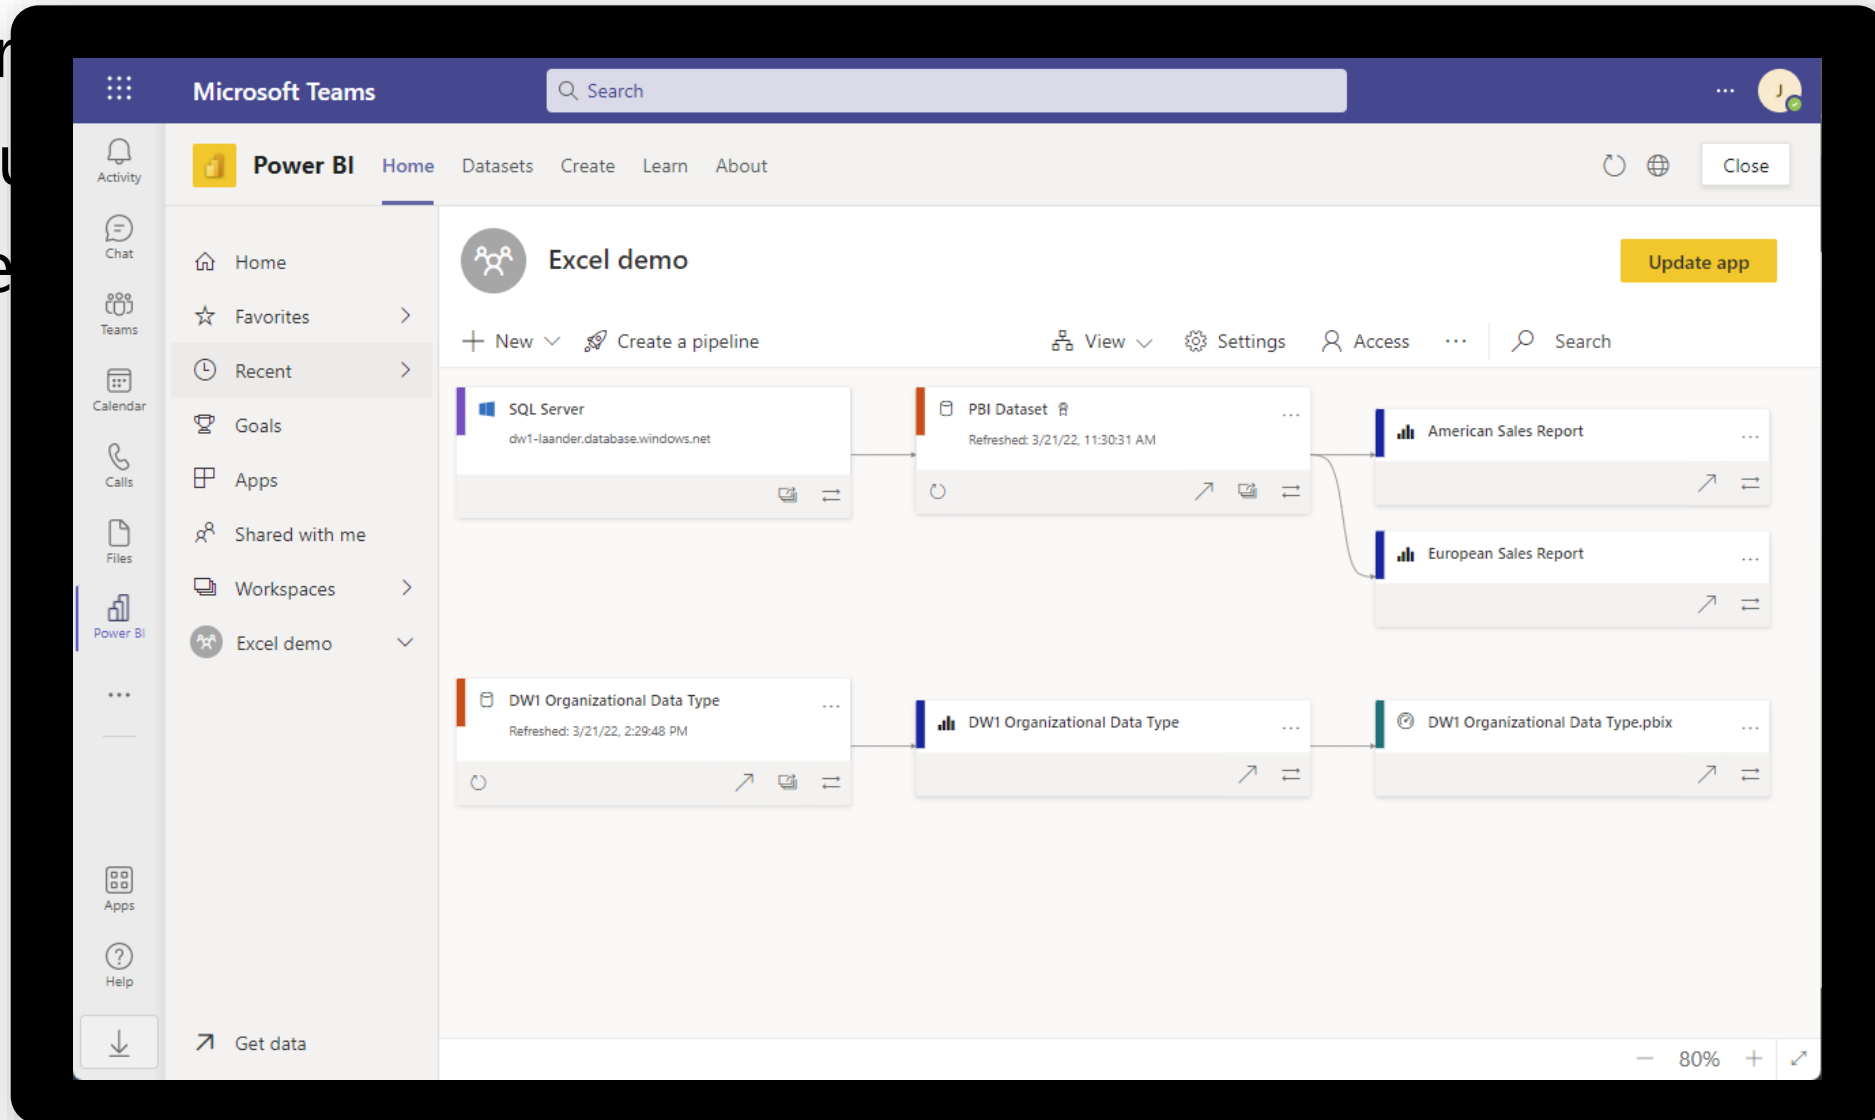 Microsoft Teams
Search
J
Activity
Chat
Teams
Calendar
Calls
Files
Power BI
Apps
Help
Power BI
Home
Datasets
Create
Learn
About
Close
Home
Favorites
Recent
Goals
Apps
Shared with me
Workspaces
Excel demo
Get data
Excel demo
Update app
New
Create a pipeline
View
Settings
Access
Search
SQL Server
dw1-laander.database.windows.net
PBI Dataset
Refreshed: 3/21/22, 11:30:31 AM
American Sales Report
European Sales Report
DW1 Organizational Data Type
Refreshed: 3/21/22, 2:29:48 PM
DW1 Organizational Data Type
DW1 Organizational Data Type.pbix
80%